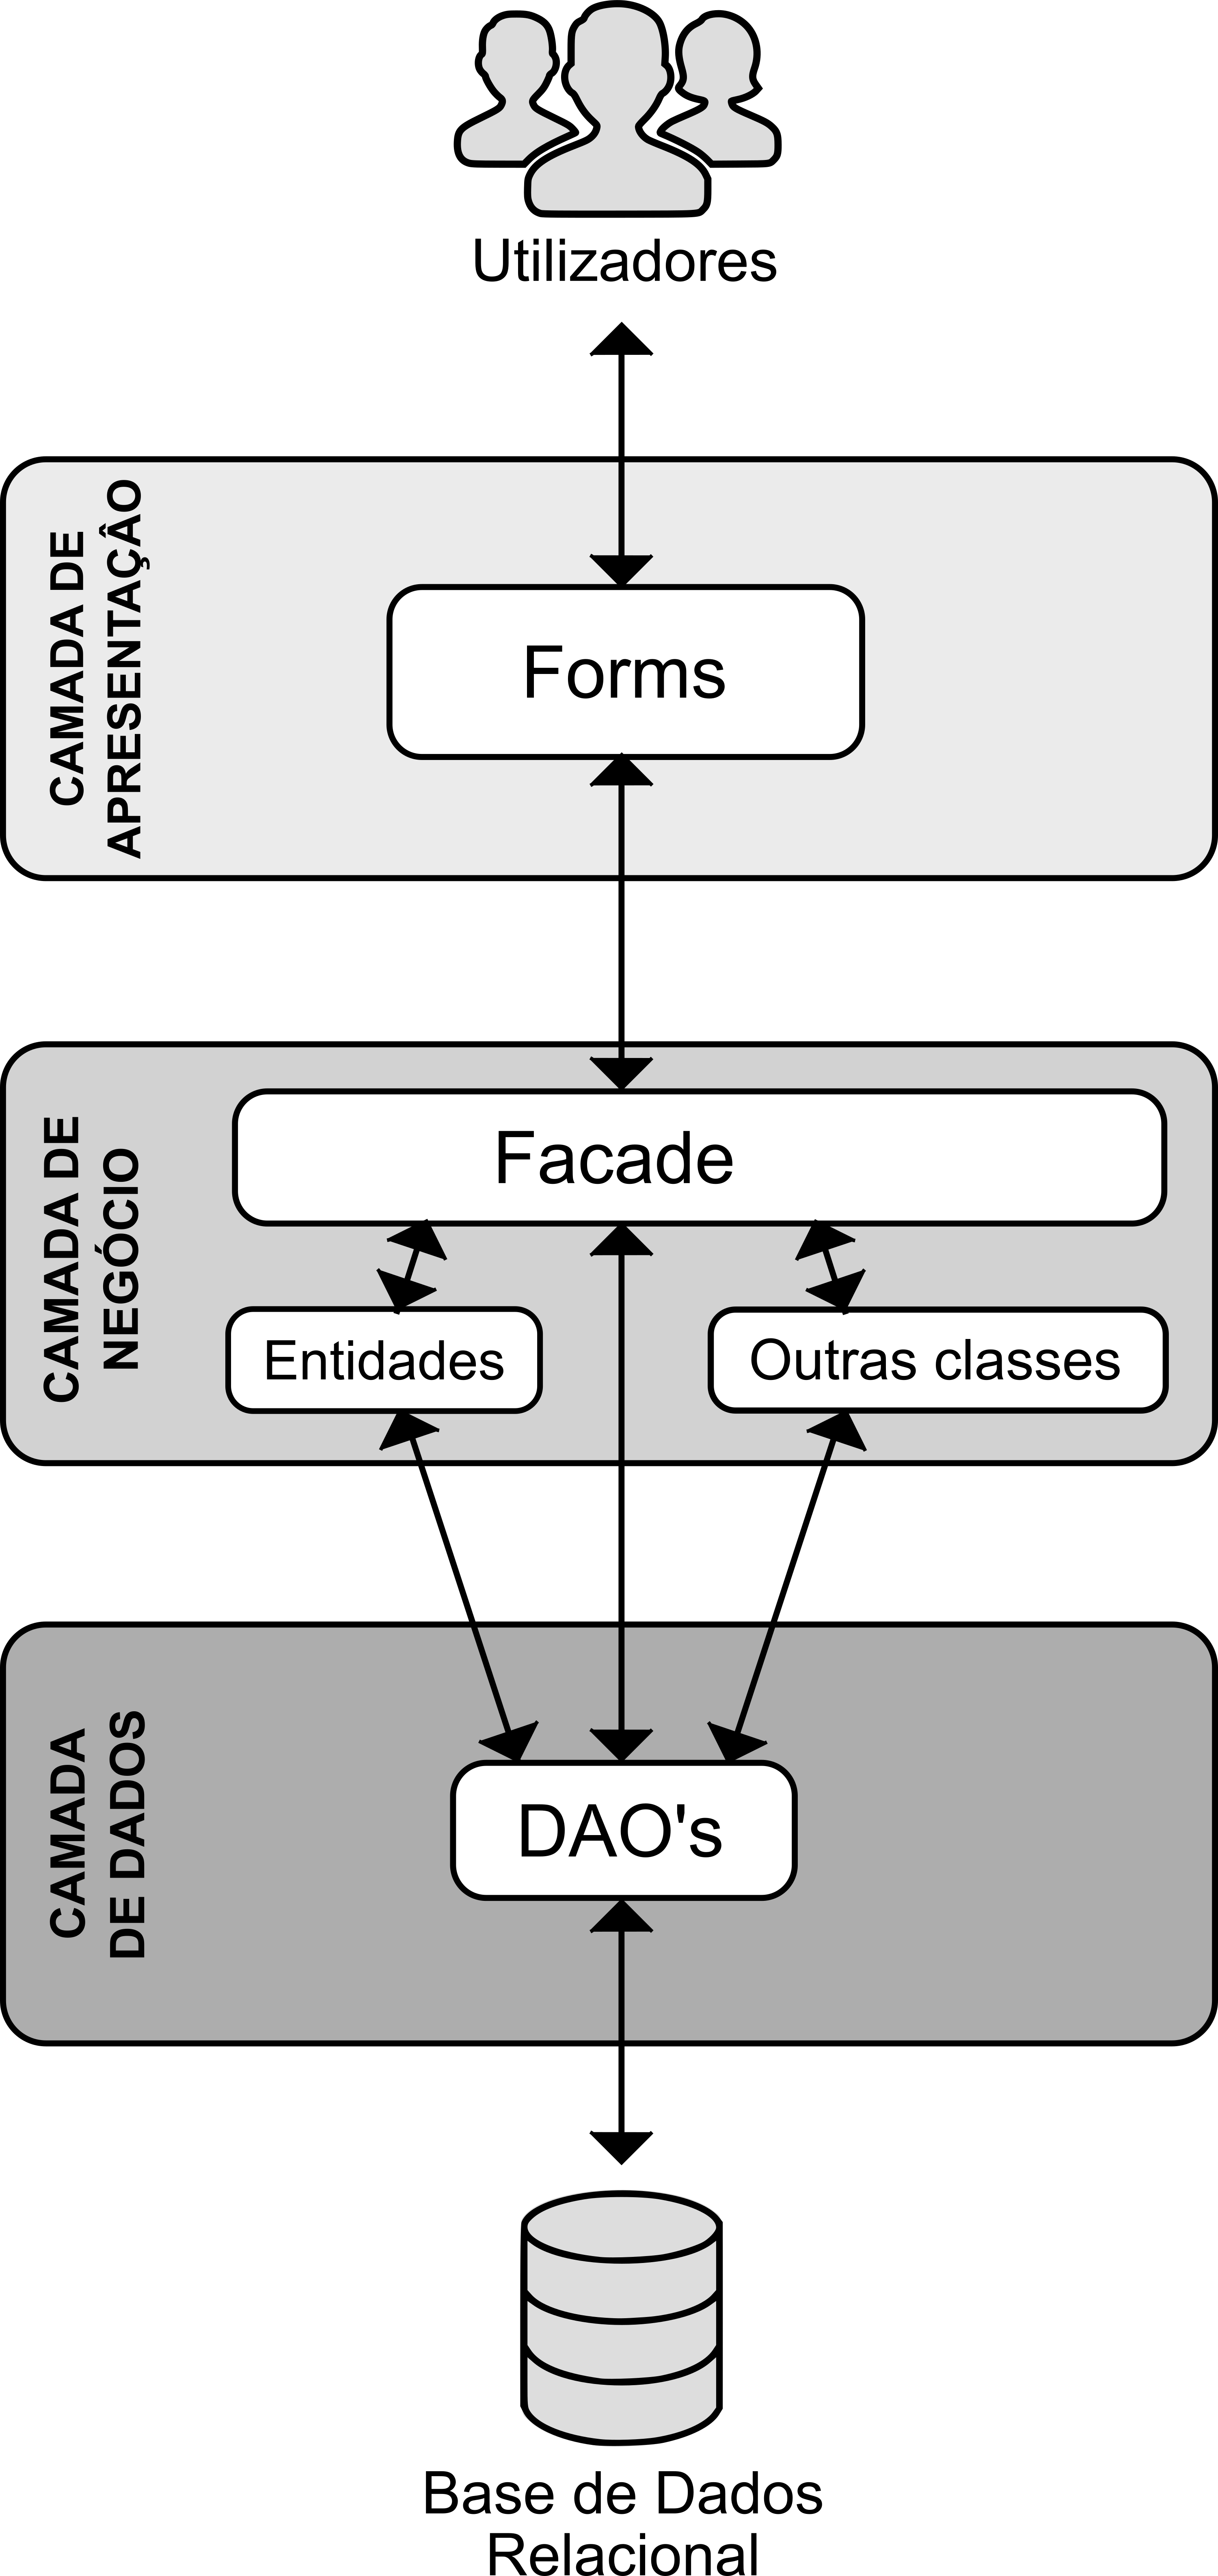 Utilizadores
CAMADA DE
APRESENTAÇÂO
Forms
CAMADA DE
NEGÓCIO
Facade
Entidades
Outras classes
CAMADA
DE DADOS
DAO's
Base de Dados
Relacional